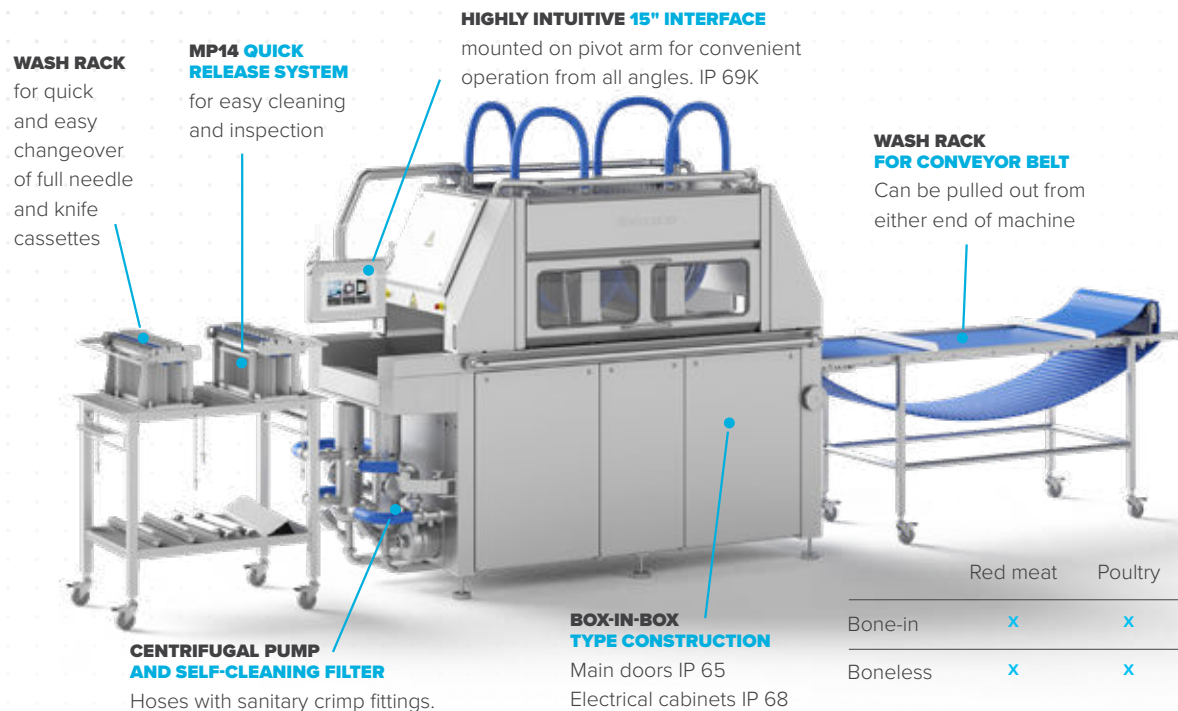 HIGHLY INTUITIVE 15" INTERFACE
mounted on pivot arm for convenient
operation from all angles. IP 69K
WASH RACK
for quick
and easy
changeover
of full needle
and knife
cassettes
MP14 QUICK
RELEASE SYSTEM
for easy cleaning
and inspection
WASH RACK
FOR CONVEYOR BELT
Can be pulled out from
either end of machine
CENTRIFUGAL PUMP
AND SELF-CLEANING FILTER
Hoses with sanitary crimp fittings.
BOX-IN-BOX
TYPE CONSTRUCTION
Main doors IP 65
Electrical cabinets IP 68
Red meat Poultry
Bone-in X X
Boneless X X